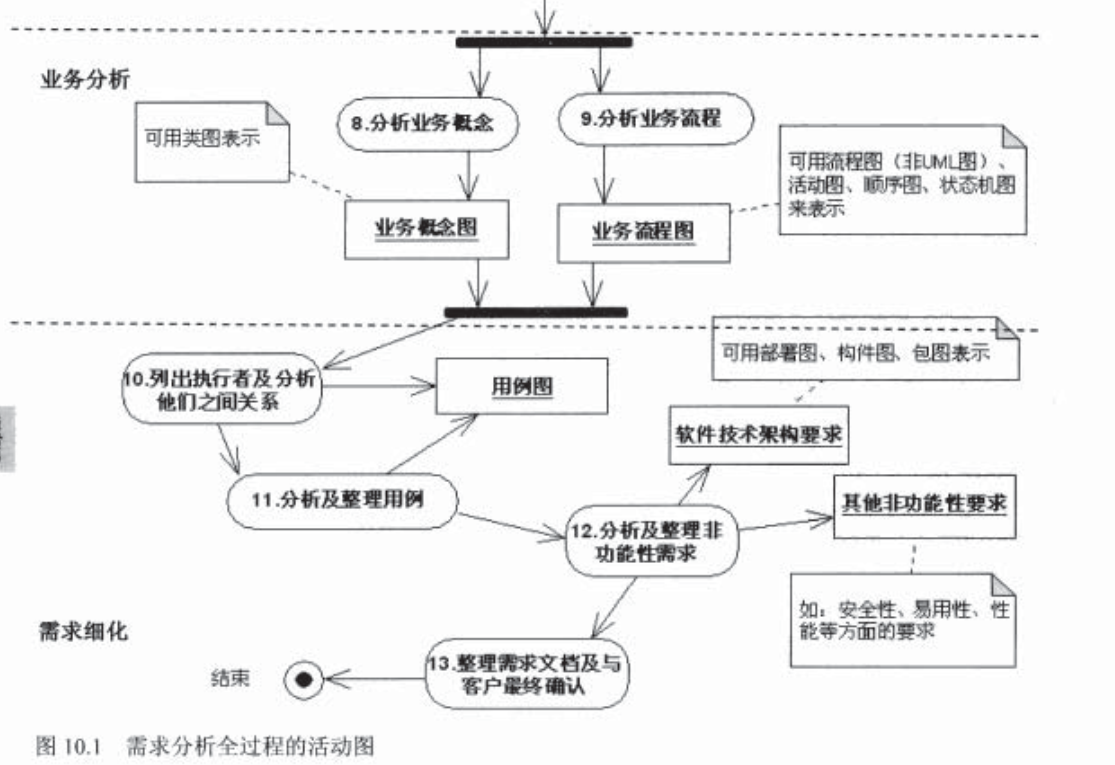 业务分析
可用类图表示
8.分析业务概念
9.分析业务流程
可用流程图（非UML图）、
活动图、顺序图、状态机图
来表示
业务概念图
业务流程图
10.列出执行者及分析
他们之间关系
用例图
可用部署图、构件图、包图表示
软件技术架构要求
11.分析及整理用例
12.分析及整理非
功能性需求
其他非功能性要求
如：安全性、易用性、性
能等方面的要求
需求细化
结束
13.整理需求文档及与
客户最终确认
图 10.1 需求分析全过程的活动图